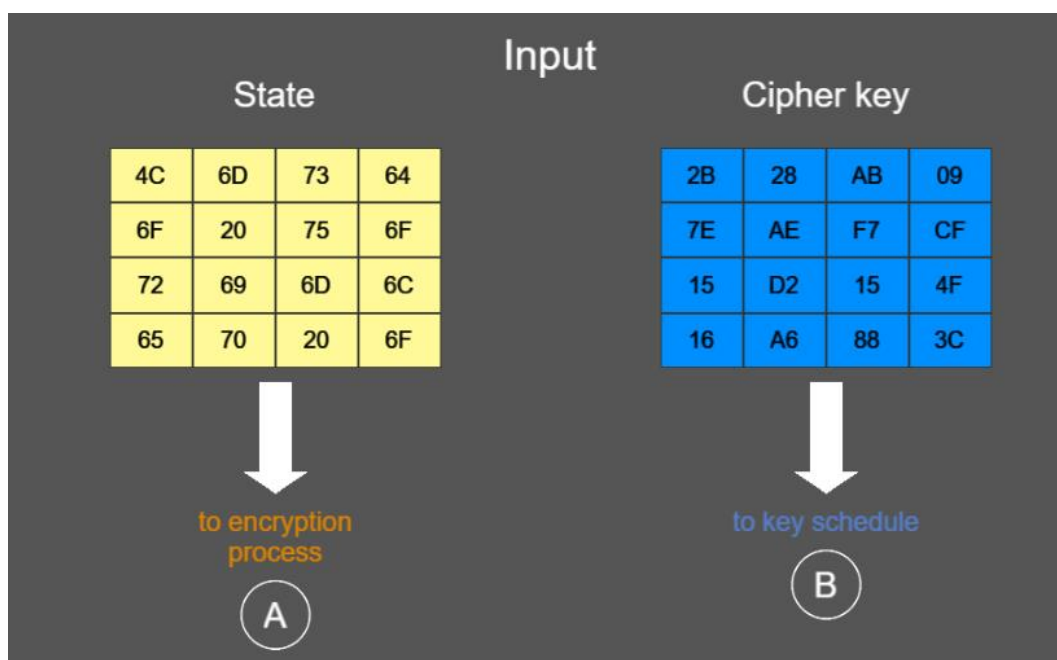 Input
State
4C 6D 73 64
6F 20 75 6F
72 69 6D 6C
65 70 20 6F
to encryption
process
A
Cipher key
2B 28 AB 09
7E AE F7 CF
15 D2 15 4F
16 A6 88 3C
to key schedule
B